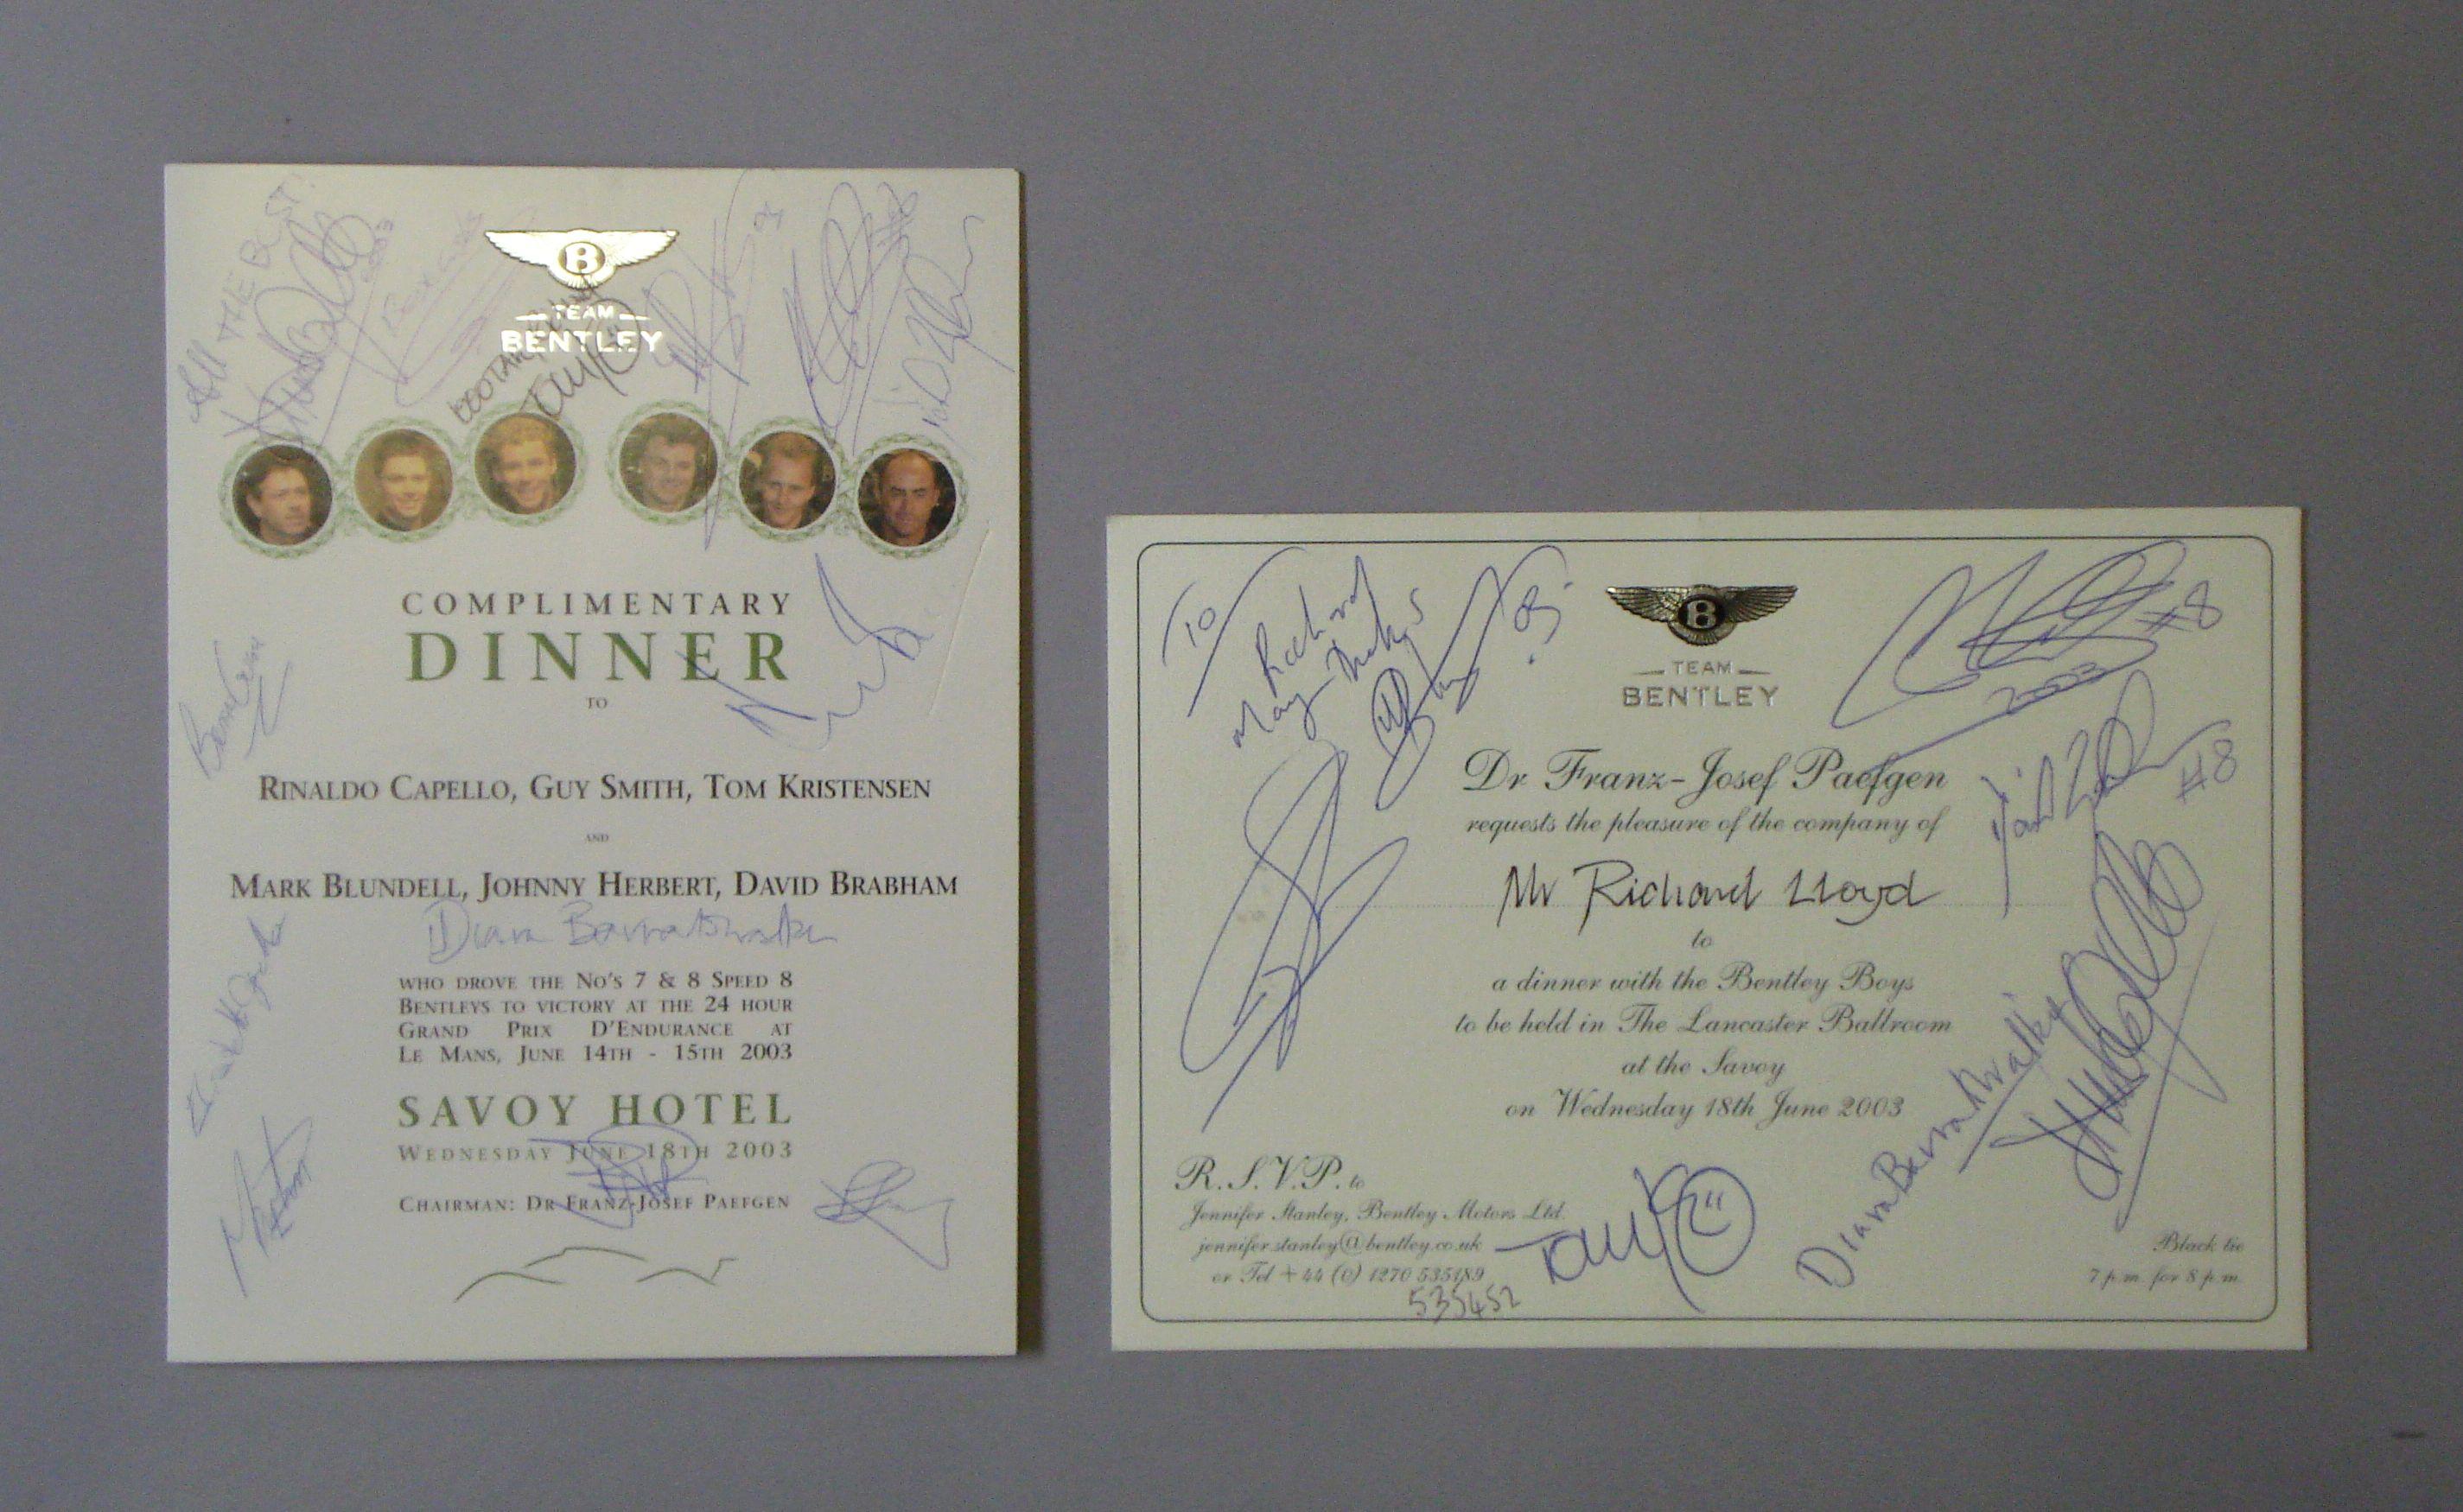 All THE BEST!
2003
B
TEAM
BENTLEY
COMPLIMENTARY
DINNER
TO
RINALDO CAPELLO, GUY SMITH, TOM KRISTENSEN
AND
MARK BLUNDELL, JOHNNY HERBERT, DAVID BRABHAM
Diana Barnato Walker
WHO DROVE THE NO'S 7 & 8 SPEED 8
BENTLEYS TO VICTORY AT THE 24 HOUR
GRAND PRIX D'ENDURANCE AT
LE MANS, JUNE 14TH - 15TH 2003
SAVOY HOTEL
WEDNESDAY JUNE 18TH 2003
CHAIRMAN: DR FRANZ-JOSEF PAEFGEN
To
Richard
Many Thanks
03
B
TEAM
BENTLEY
#8
2003
#8
Dr Franz-Josef Paefgen
requests the pleasure of the company of
Mr Richard Lloyd
to
a dinner with the Bentley Boys
to be held in The Lancaster Ballroom
at the Savoy
on Wednesday 18th June 2003
Diana Barnato Walker
R.S.V.P. to
Jennifer Stanley, Bentley Motors Ltd.
jennifer.stanley@bentley.co.uk
or Tel +44 (0) 1270 535189
535452
Black tie
7 p.m. for 8 p.m.